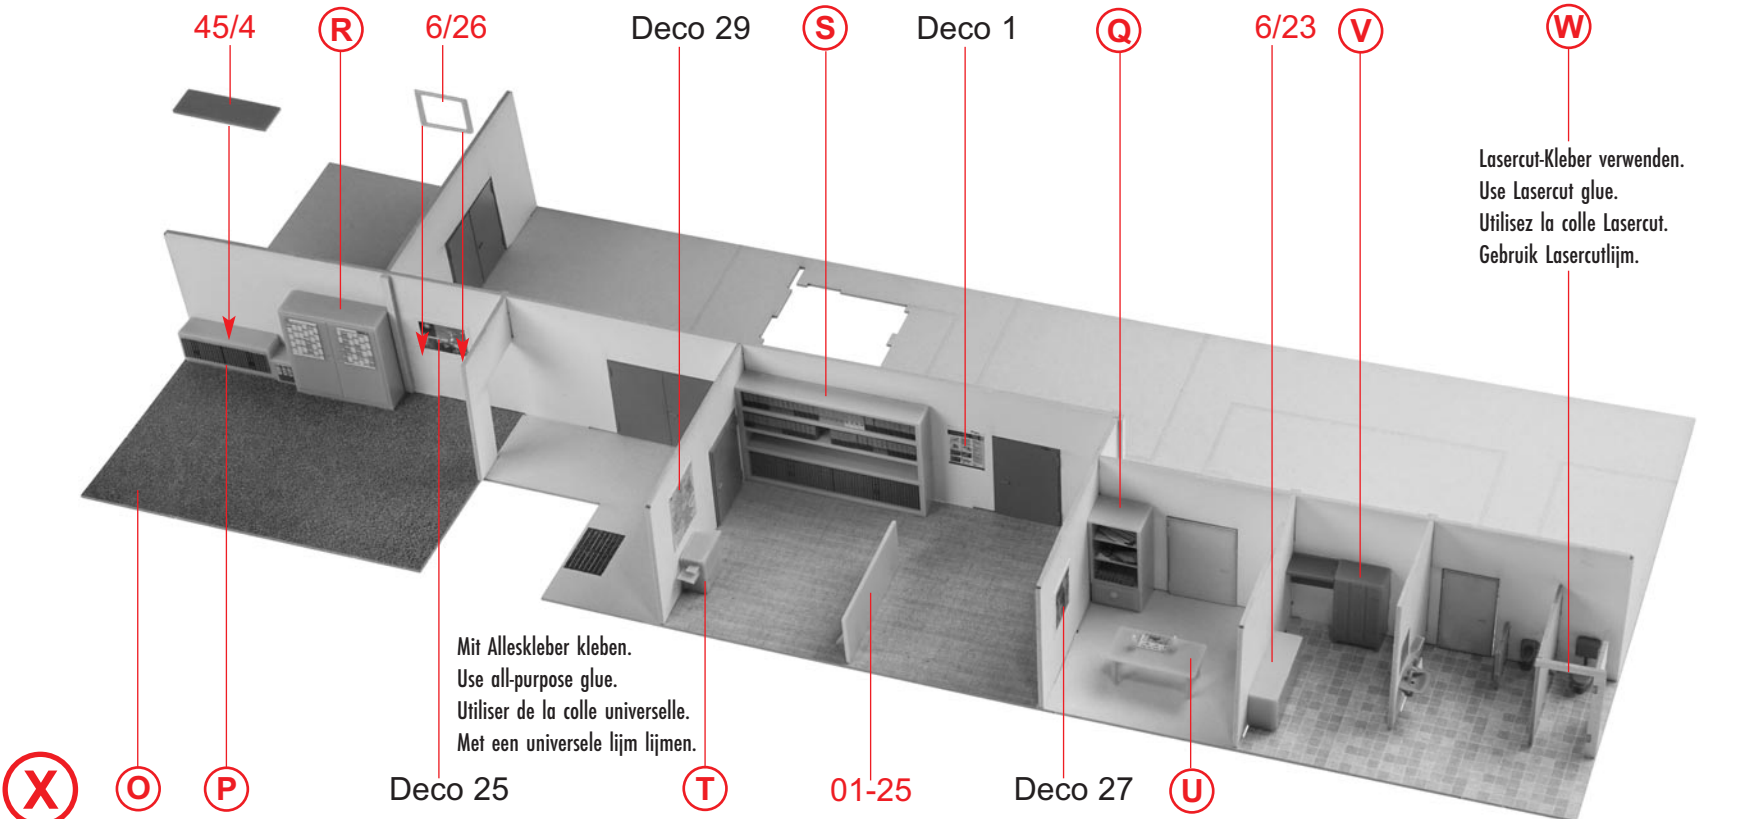 45/4 R 6/26 Deco 29 S Deco 1 Q 6/23 V W
Lasercut-Kleber verwenden.
Use Lasercut glue.
Utilisez la colle Lasercut.
Gebruik Lasercutlijm.
Mit Alleskleber kleben.
Use all-purpose glue.
Utiliser de la colle universelle.
Met een universele lijm lijmen.
X O P Deco 25 T 01-25 Deco 27 U